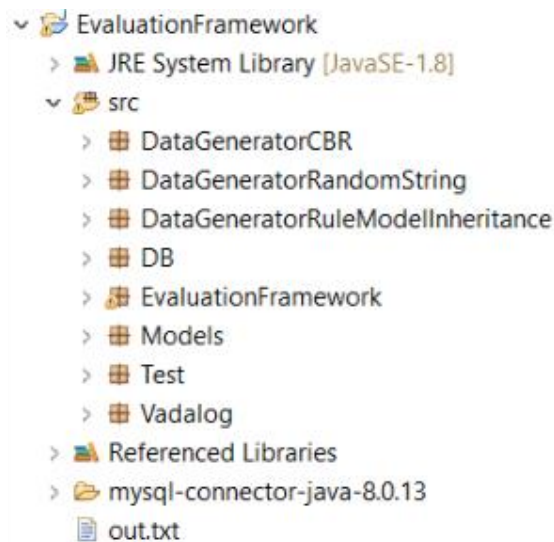 EvaluationFramework
JRE System Library [JavaSE-1.8]
src
DataGeneratorCBR
DataGeneratorRandomString
DataGeneratorRuleModelInheritance
DB
EvaluationFramework
Models
Test
Vadalog
Referenced Libraries
mysql-connector-java-8.0.13
out.txt